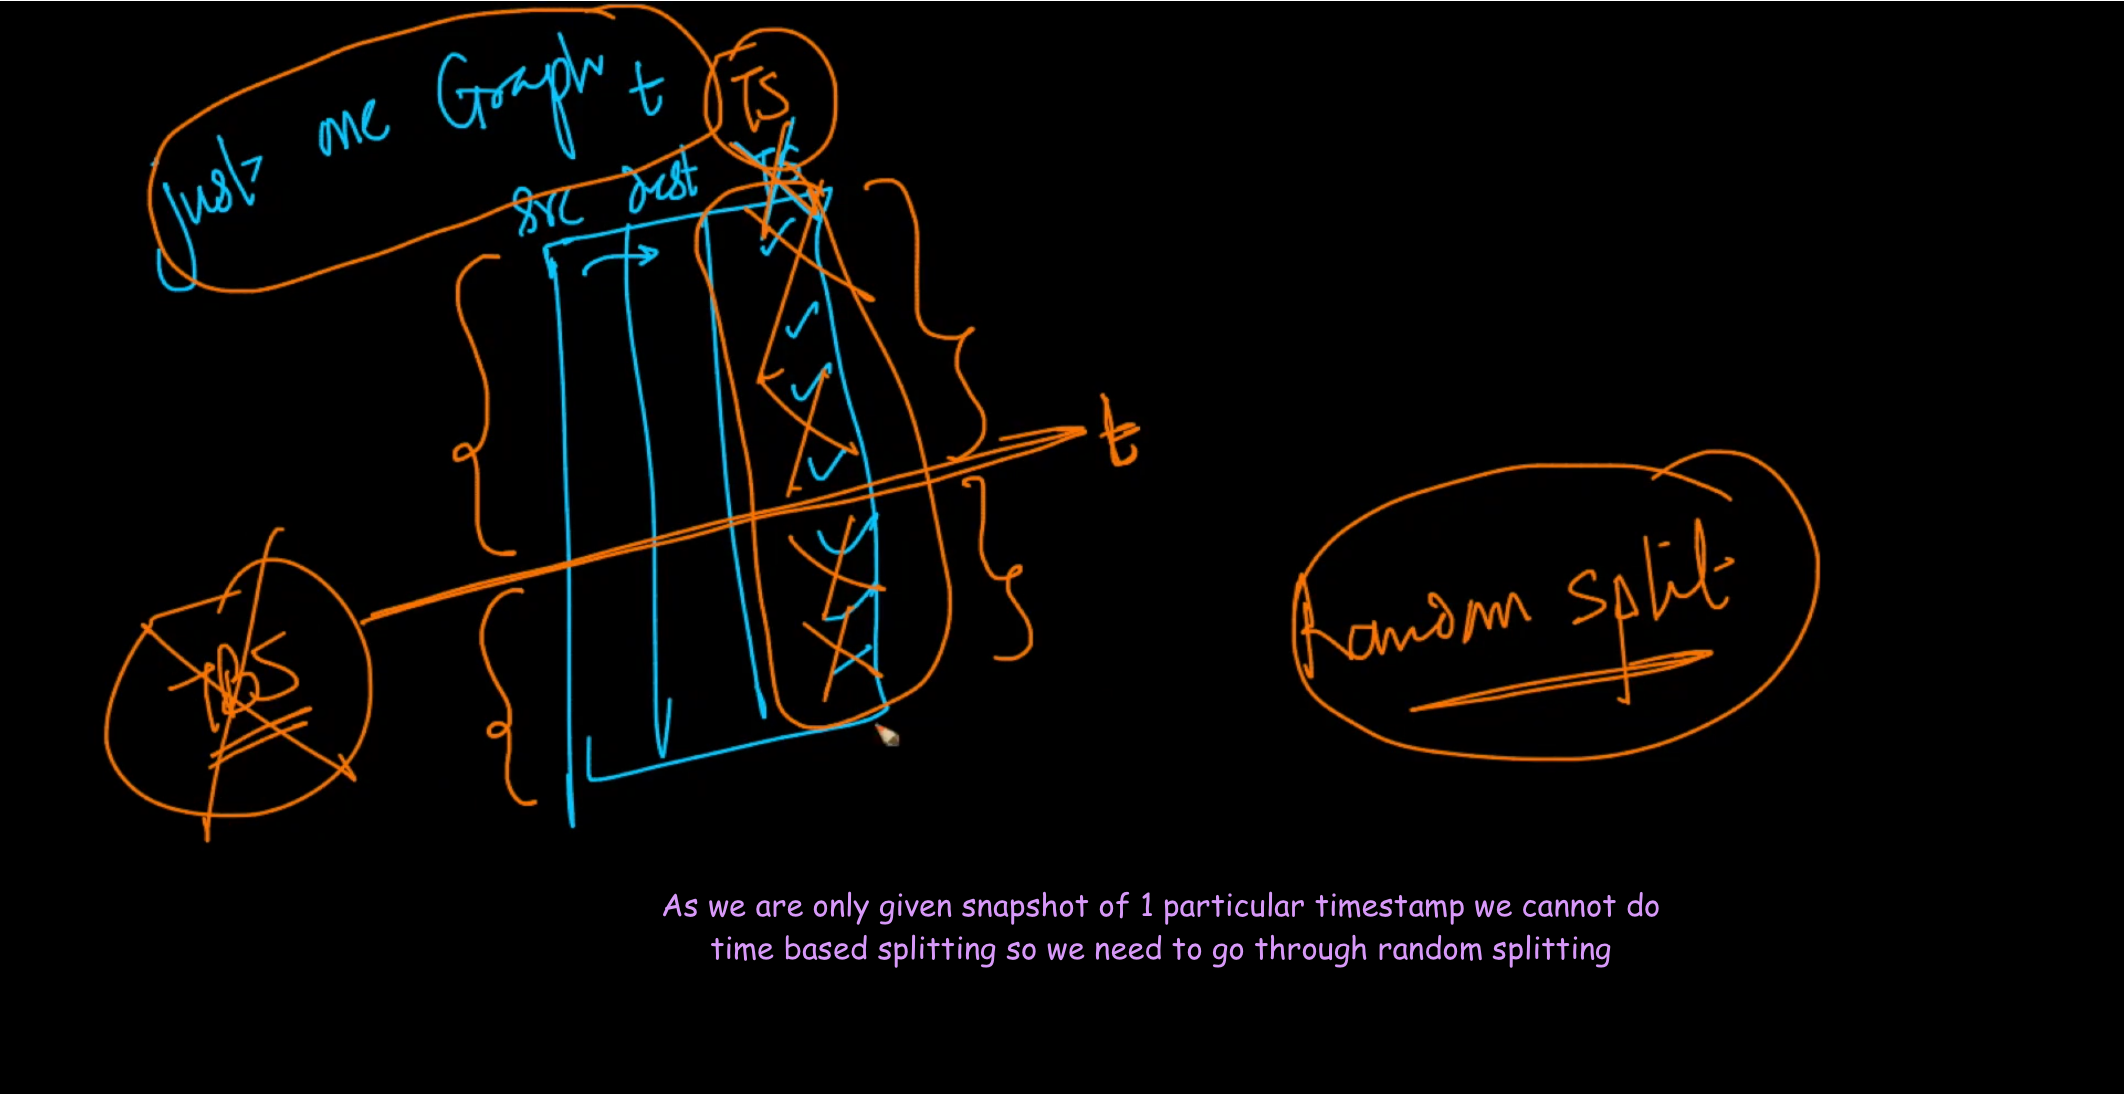 Just one Graph t
TS
TS
src dest
t
TBS
Random Split
As we are only given snapshot of 1 particular timestamp we cannot do
time based splitting so we need to go through random splitting